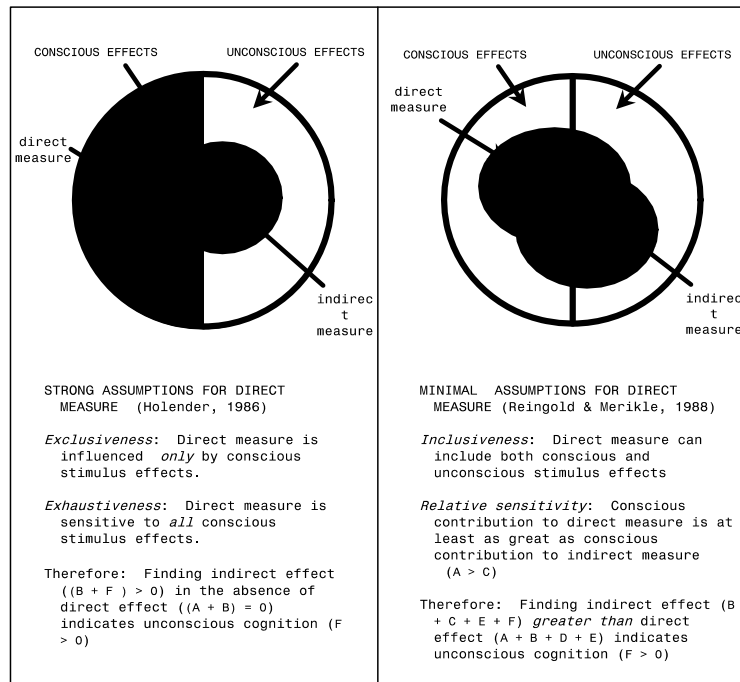 CONSCIOUS EFFECTS
UNCONSCIOUS EFFECTS
direct
measure
indirec
t
measure
STRONG ASSUMPTIONS FOR DIRECT
MEASURE (Holender, 1986)
Exclusiveness: Direct measure is
influenced only by conscious
stimulus effects.
Exhaustiveness: Direct measure is
sensitive to all conscious
stimulus effects.
Therefore: Finding indirect effect
((B + F ) > 0) in the absence of
direct effect ((A + B) = 0)
indicates unconscious cognition (F
> 0)
CONSCIOUS EFFECTS
UNCONSCIOUS EFFECTS
direct
measure
indirec
t
measure
MINIMAL ASSUMPTIONS FOR DIRECT
MEASURE (Reingold & Merikle, 1988)
Inclusiveness: Direct measure can
include both conscious and
unconscious stimulus effects
Relative sensitivity: Conscious
contribution to direct measure is at
least as great as conscious
contribution to indirect measure
(A > C)
Therefore: Finding indirect effect (B
+ C + E + F) greater than direct
effect (A + B + D + E) indicates
unconscious cognition (F > 0)